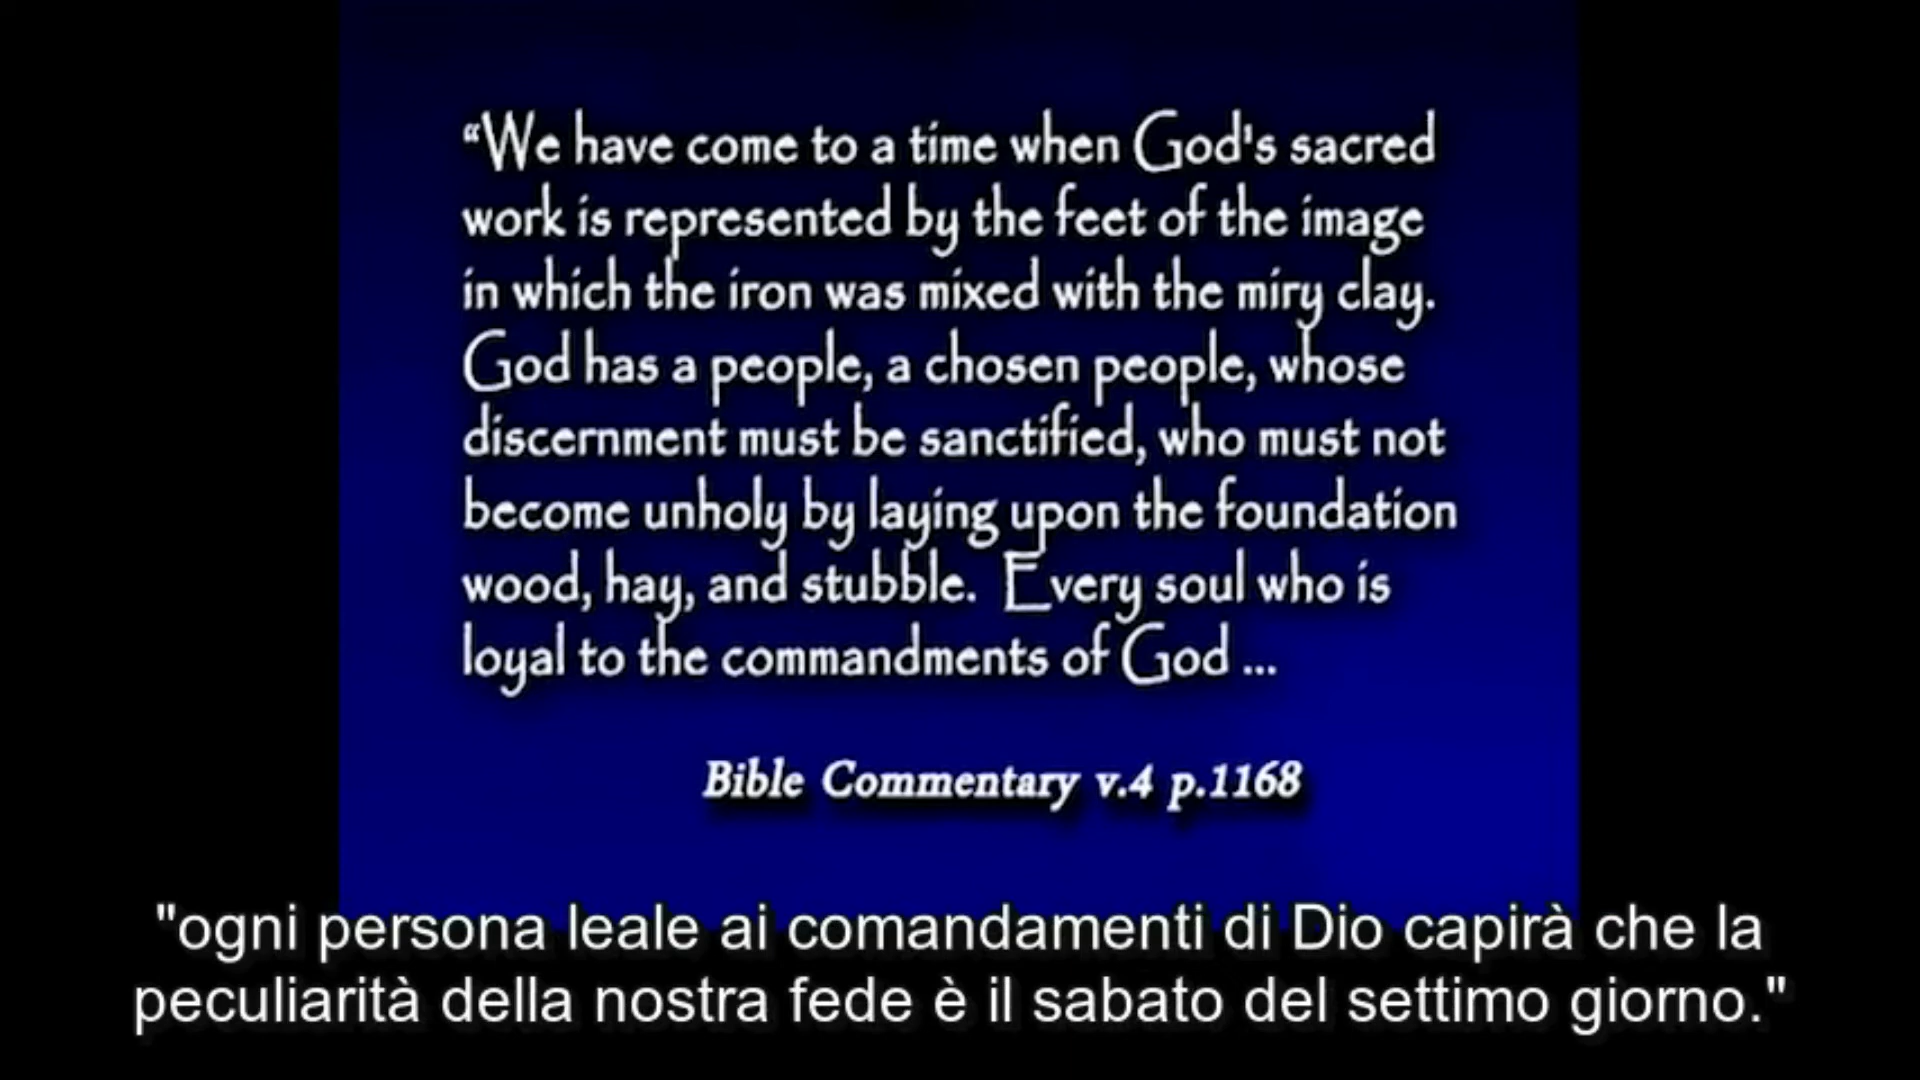 “We have come to a time when God's sacred
work is represented by the feet of the image
in which the iron was mixed with the miry clay.
God has a people, a chosen people, whose
discernment must be sanctified, who must not
become unholy by laying upon the foundation
wood, hay, and stubble. Every soul who is
loyal to the commandments of God ...
Bible Commentary v.4 p.1168
"ogni persona leale ai comandamenti di Dio capirà che la
peculiarità della nostra fede è il sabato del settimo giorno."